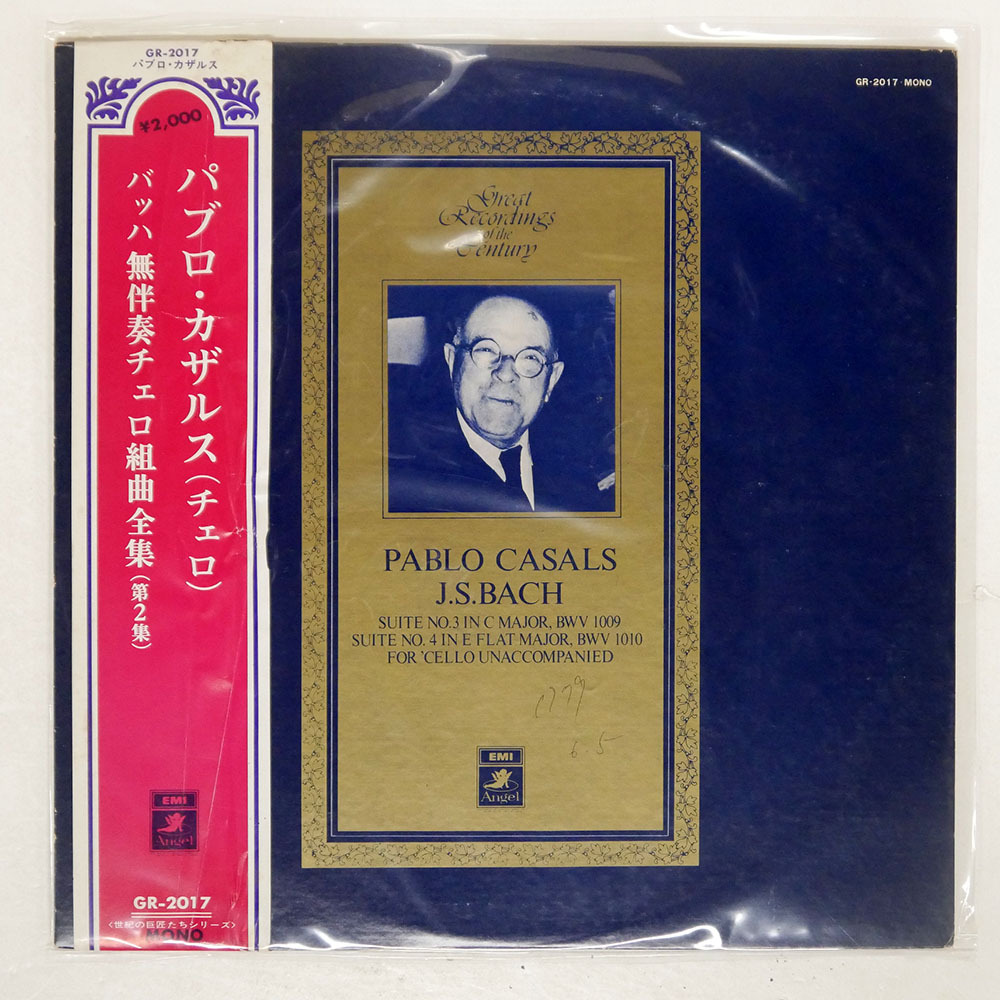 GR-2017
パブロ・カザルス
¥2,000
パブロ・カザルス(チェロ)
バッハ 無伴奏チェロ組曲全集(第2集)
EMI
Angel
GR-2017
〈世紀の巨匠たちシリーズ〉
MONO
GR-2017・MONO
Great
Recordings
of the
Century
PABLO CASALS
J.S.BACH
SUITE NO.3 IN C MAJOR, BWV 1009
SUITE NO. 4 IN E FLAT MAJOR, BWV 1010
FOR 'CELLO UNACCOMPANIED
EMI
Angel